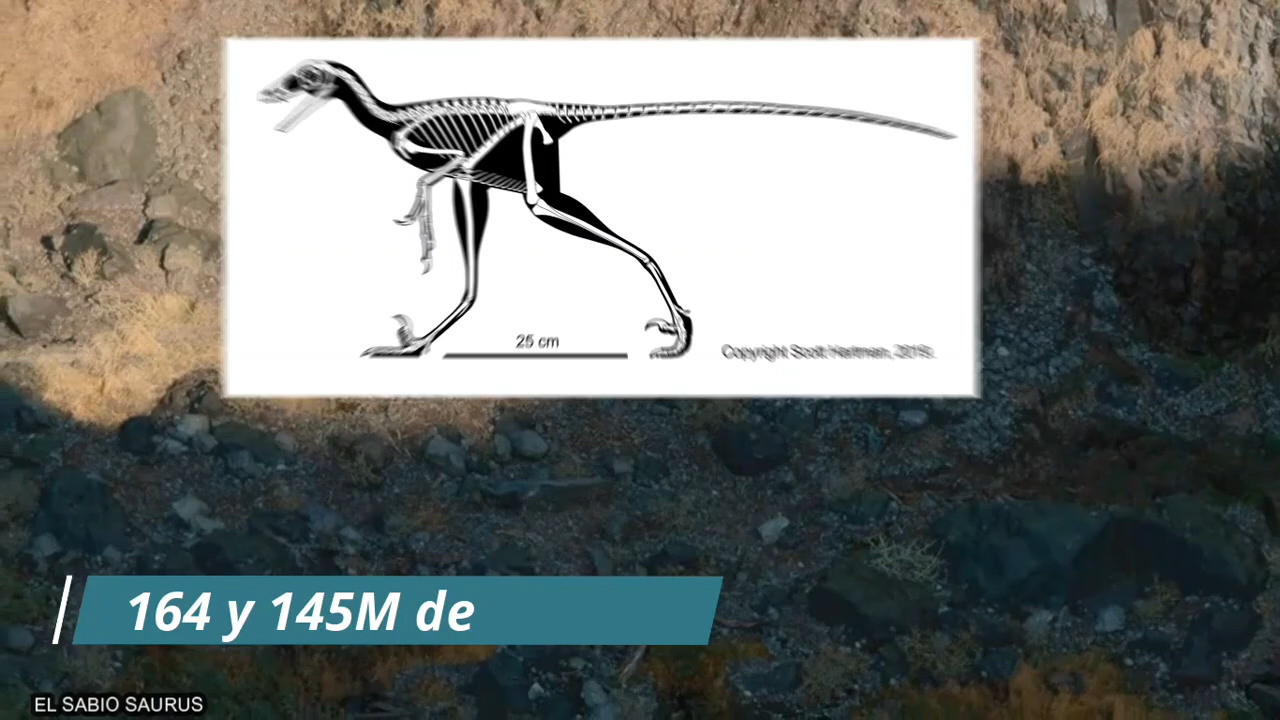 25 cm
Copyright Scott Hartman, 2019.
164 y 145M de
EL SABIO SAURUS